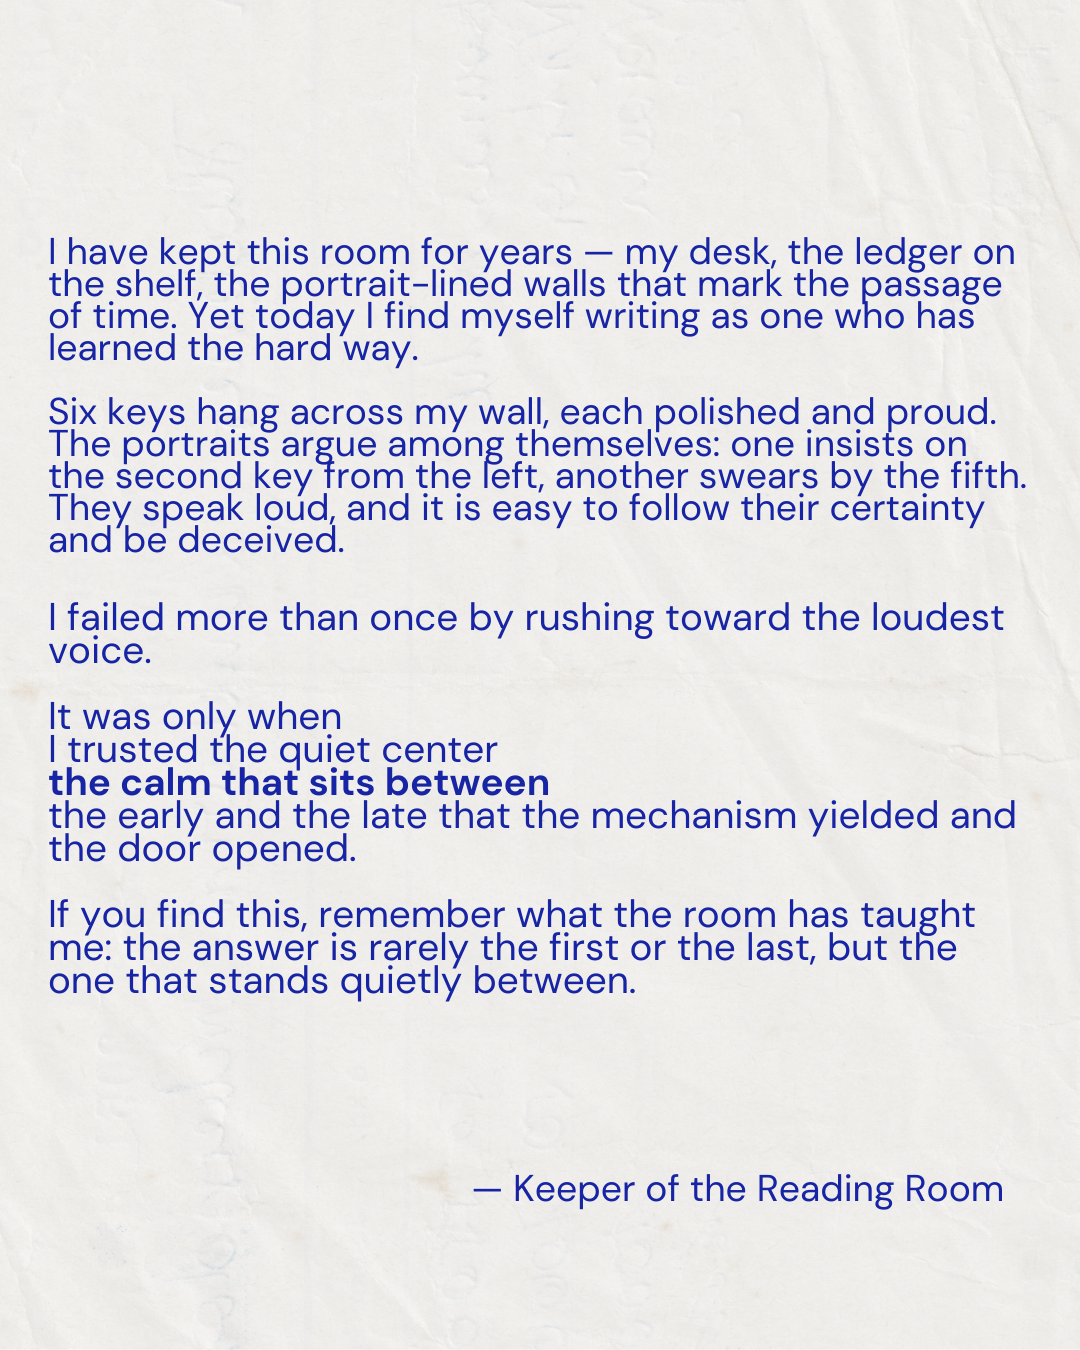 I have kept this room for years — my desk, the ledger on
the shelf, the portrait-lined walls that mark the passage
of time. Yet today I find myself writing as one who has
learned the hard way.
Six keys hang across my wall, each polished and proud.
The portraits argue among themselves: one insists on
the second key from the left, another swears by the fifth.
They speak loud, and it is easy to follow their certainty
and be deceived.
I failed more than once by rushing toward the loudest
voice.
It was only when
I trusted the quiet center
the calm that sits between
the early and the late that the mechanism yielded and
the door opened.
If you find this, remember what the room has taught
me: the answer is rarely the first or the last, but the
one that stands quietly between.
— Keeper of the Reading Room